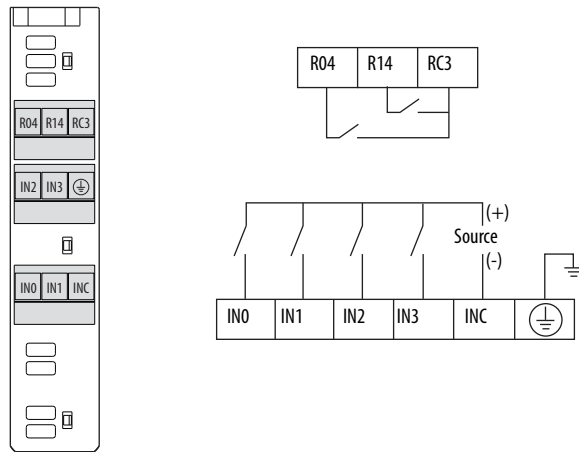 R04 R14 RC3
IN2 IN3
IN0 IN1 INC
R04 R14 RC3
(+)
Source
(-)
IN0 IN1 IN2 IN3 INC